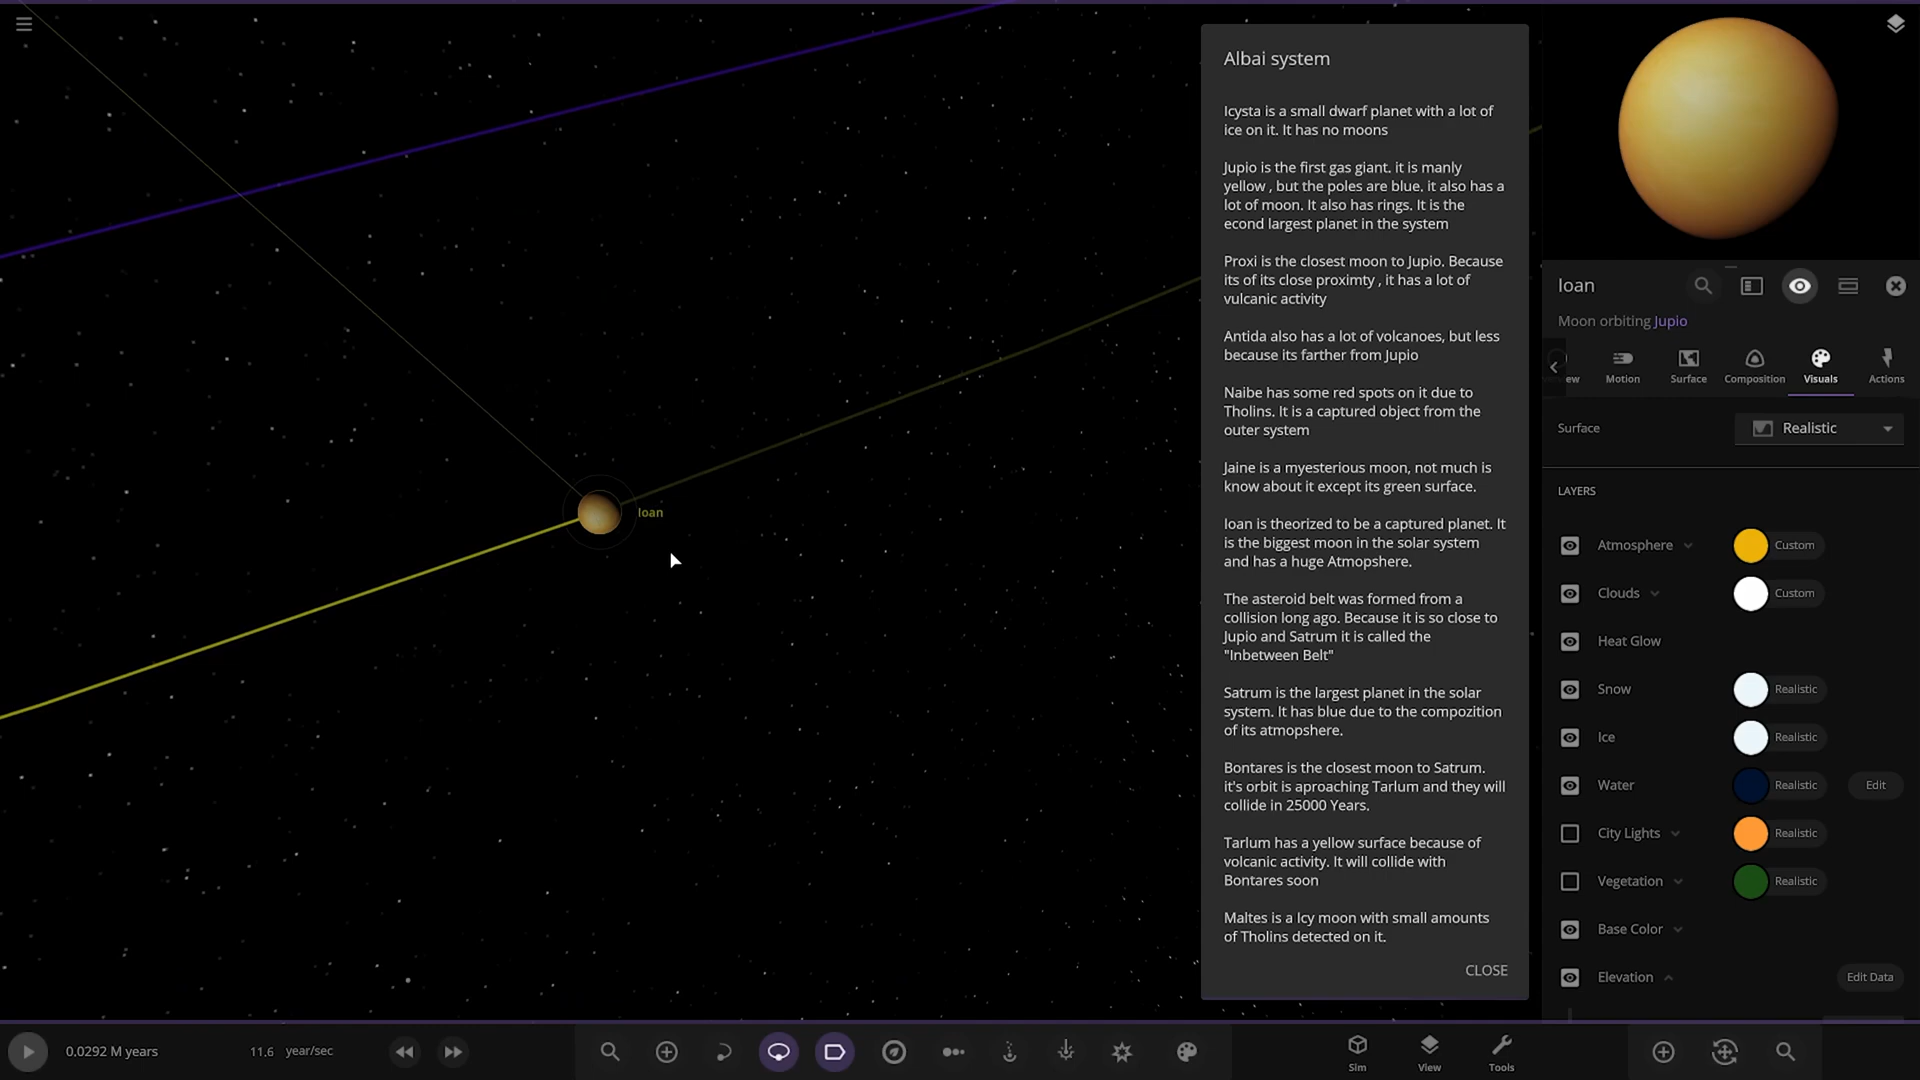 Albai system
Icysta is a small dwarf planet with a lot of
ice on it. It has no moons
Jupio is the first gas giant. it is manly
yellow , but the poles are blue. it also has a
lot of moon. It also has rings. It is the
econd largest planet in the system
Proxi is the closest moon to Jupio. Because
its of its close proximty , it has a lot of
vulcanic activity
Antida also has a lot of volcanoes, but less
because its farther from Jupio
Naibe has some red spots on it due to
Tholins. It is a captured object from the
outer system
Jaine is a myesterious moon, not much is
know about it except its green surface.
Ioan is theorized to be a captured planet. It
is the biggest moon in the solar system
and has a huge Atmopshere.
The asteroid belt was formed from a
collision long ago. Because it is so close to
Jupio and Satrum it is called the
"Inbetween Belt"
Satrum is the largest planet in the solar
system. It has blue due to the compozition
of its atmopshere.
Bontares is the closest moon to Satrum.
it's orbit is aproaching Tarlum and they will
collide in 25000 Years.
Tarlum has a yellow surface because of
volcanic activity. It will collide with
Bontares soon
Maltes is a Icy moon with small amounts
of Tholins detected on it.
CLOSE
Ioan
Ioan
Moon orbiting Jupio
Motion
Surface
Composition
Visuals
Actions
Surface
Realistic
LAYERS
Atmosphere
Custom
Clouds
Custom
Heat Glow
Snow
Realistic
Ice
Realistic
Water
Realistic
Edit
City Lights
Realistic
Vegetation
Realistic
Base Color
Elevation
Edit Data
0.0292 M years
11.6 year/sec
Sim
View
Tools